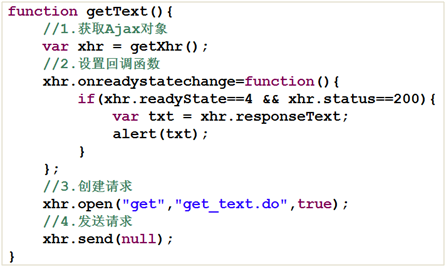 function getText(){
    //1.获取Ajax对象
    var xhr = getXhr();
    //2.设置回调函数
    xhr.onreadystatechange=function(){
        if(xhr.readyState==4 && xhr.status==200){
            var txt = xhr.responseText;
            alert(txt);
        }
    };
    //3.创建请求
    xhr.open("get","get_text.do",true);
    //4.发送请求
    xhr.send(null);
}